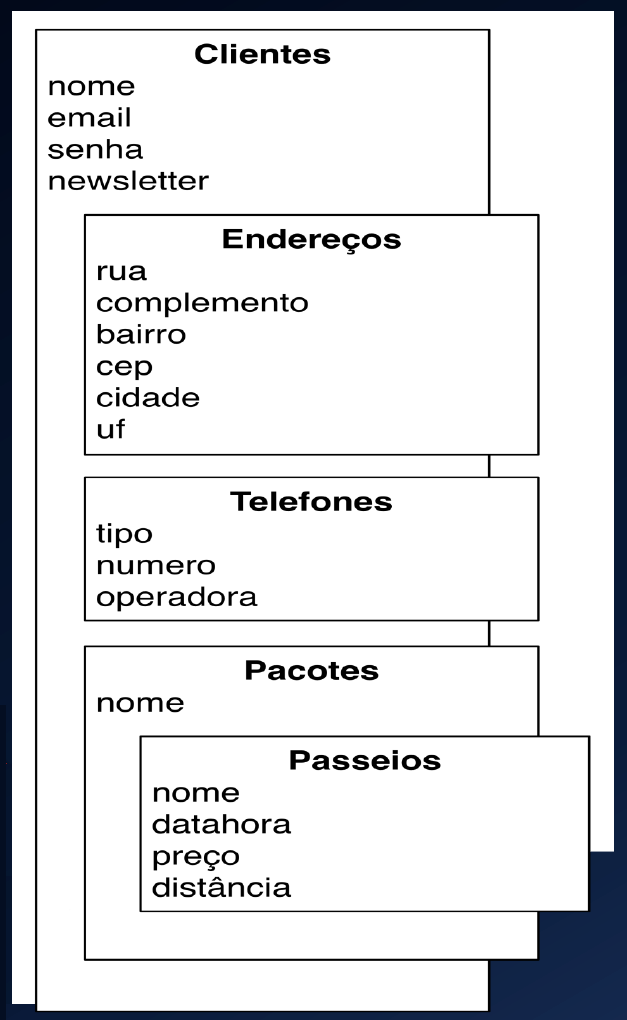 Clientes
nome
email
senha
newsletter
Endereços
rua
complemento
bairro
cep
cidade
uf
Telefones
tipo
numero
operadora
Pacotes
nome
Passeios
nome
datahora
preço
distância